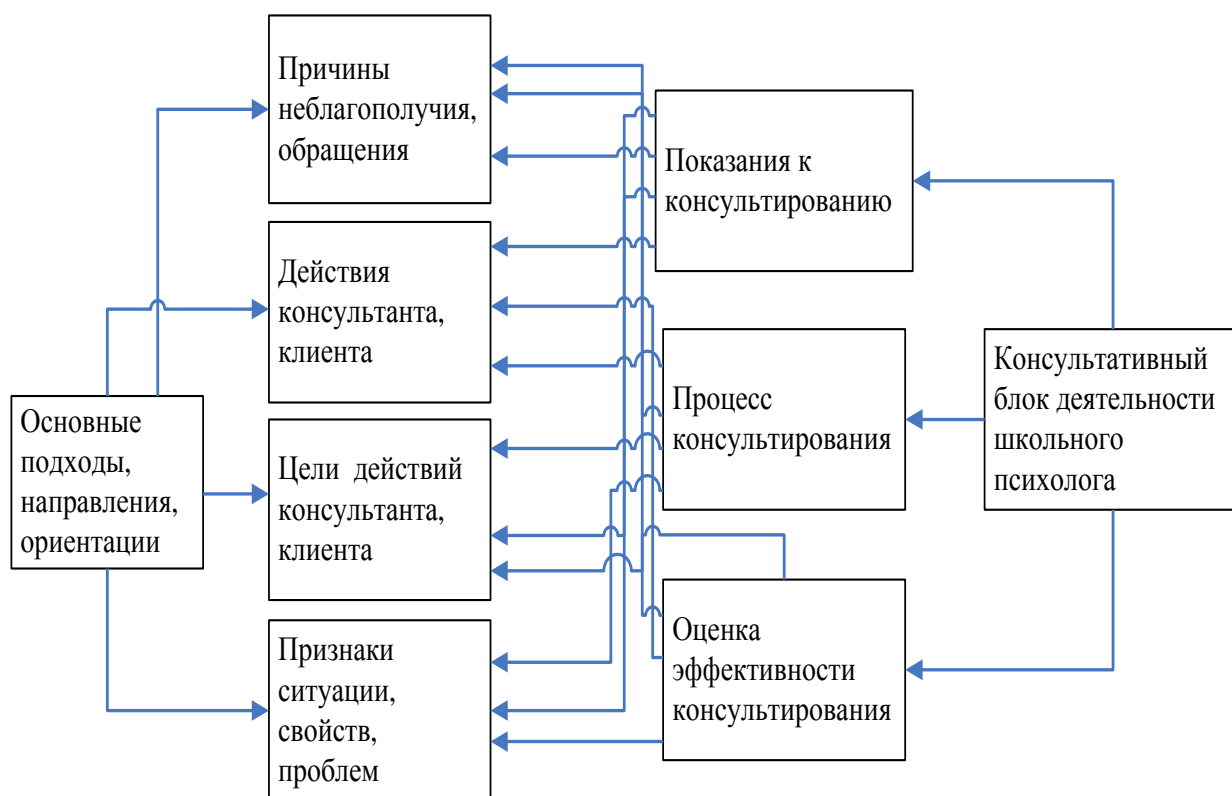 Причины
неблагополучия,
обращения
Действия
консультанта,
клиента
Основные
подходы,
направления,
ориентации
Цели действий
консультанта,
клиента
Признаки
ситуации,
свойств,
проблем
Показания к
консультированию
Процесс
консультирования
Оценка
эффективности
консультирования
Консультативный
блок деятельности
школьного
психолога